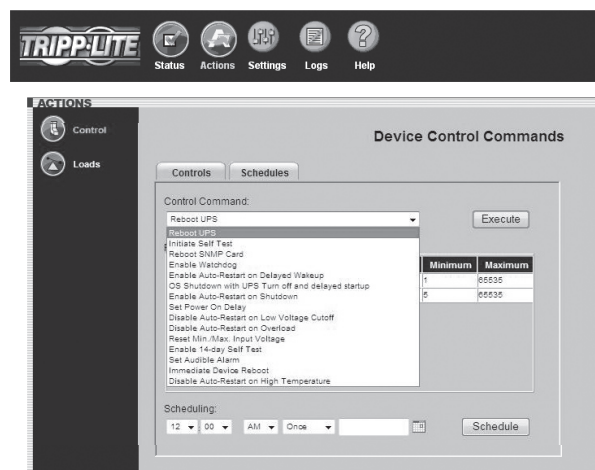 TRIPP·LITE
Status Actions Settings Logs Help
ACTIONS
Control
Loads
Device Control Commands
Controls Schedules
Control Command:
Reboot UPS
Execute
Reboot UPS
Initiate Self Test
Reboot SNMP Card
Enable Watchdog
Enable Auto-Restart on Delayed Wakeup
OS Shutdown with UPS Turn off and delayed startup
Enable Auto-Restart on Shutdown
Set Power On Delay
Disable Auto-Restart on Low Voltage Cutoff
Disable Auto-Restart on Overload
Reset Min./Max. Input Voltage
Enable 14-day Self Test
Set Audible Alarm
Immediate Device Reboot
Disable Auto-Restart on High Temperature
Minimum Maximum
1 65535
5 65535
Scheduling:
12 : 00 AM Once
Schedule